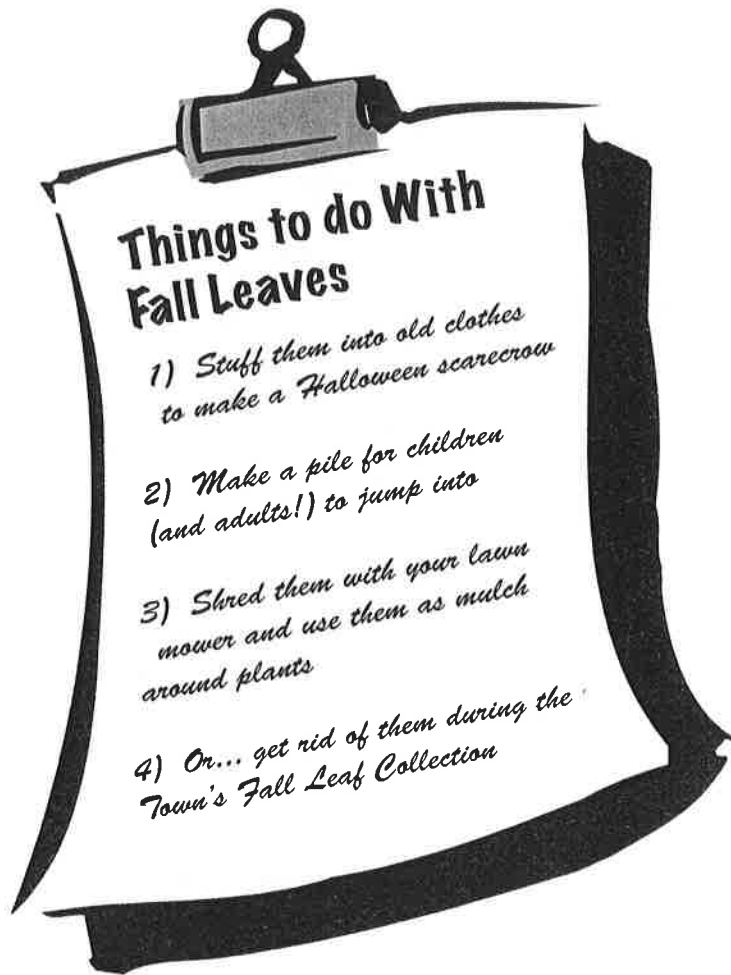 Things to do With
Fall Leaves
1) Stuff them into old clothes
to make a Halloween scarecrow
2) Make a pile for children
(and adults!) to jump into
3) Shred them with your lawn
mower and use them as mulch
around plants
4) Or... get rid of them during the
Town's Fall Leaf Collection